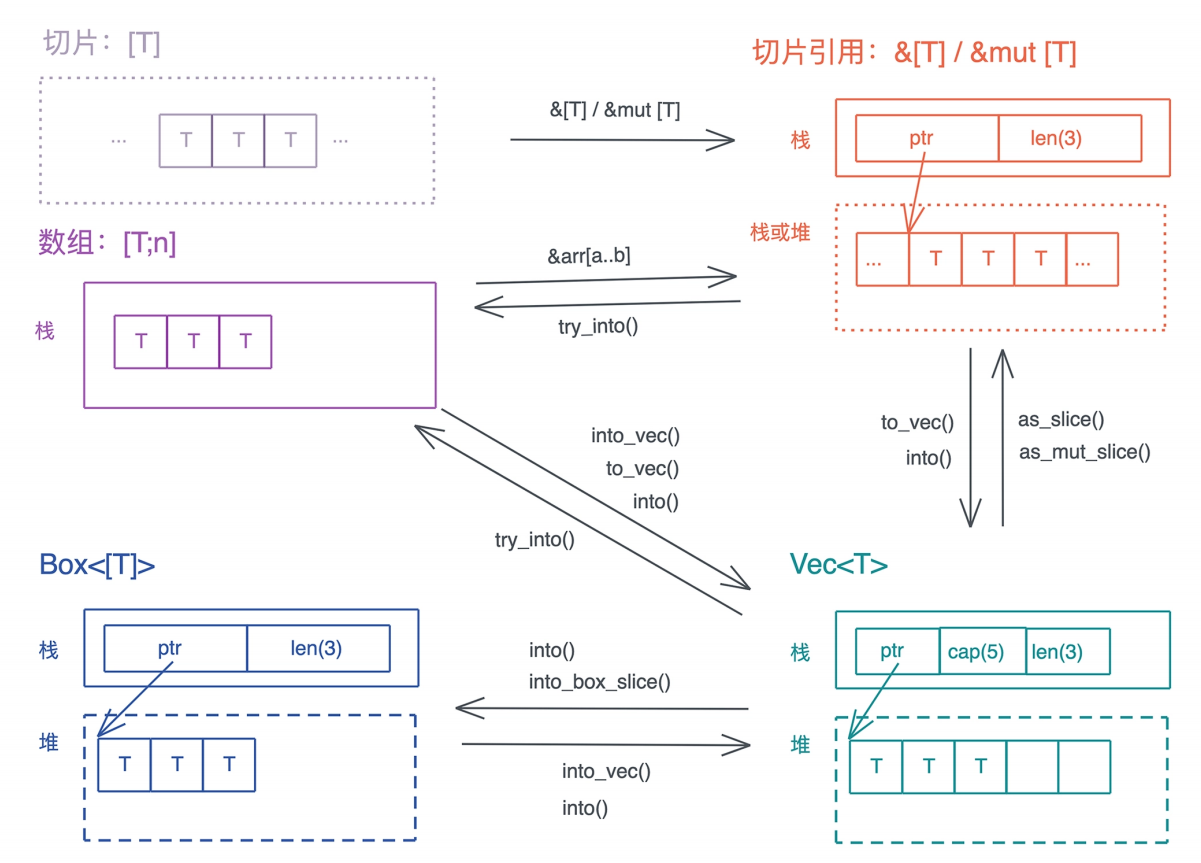 切片：[T]
... T T T ...
&[T] / &mut [T]
切片引用：&[T] / &mut [T]
栈
ptr
len(3)
栈或堆
... T T T ...
数组：[T;n]
栈
T T T
&arr[a..b]
try_into()
into_vec()
to_vec()
into()
try_into()
to_vec()
into()
as_slice()
as_mut_slice()
Box<[T]>
栈
ptr
len(3)
堆
T T T
into()
into_box_slice()
into_vec()
into()
Vec<T>
栈
ptr
cap(5)
len(3)
堆
T T T